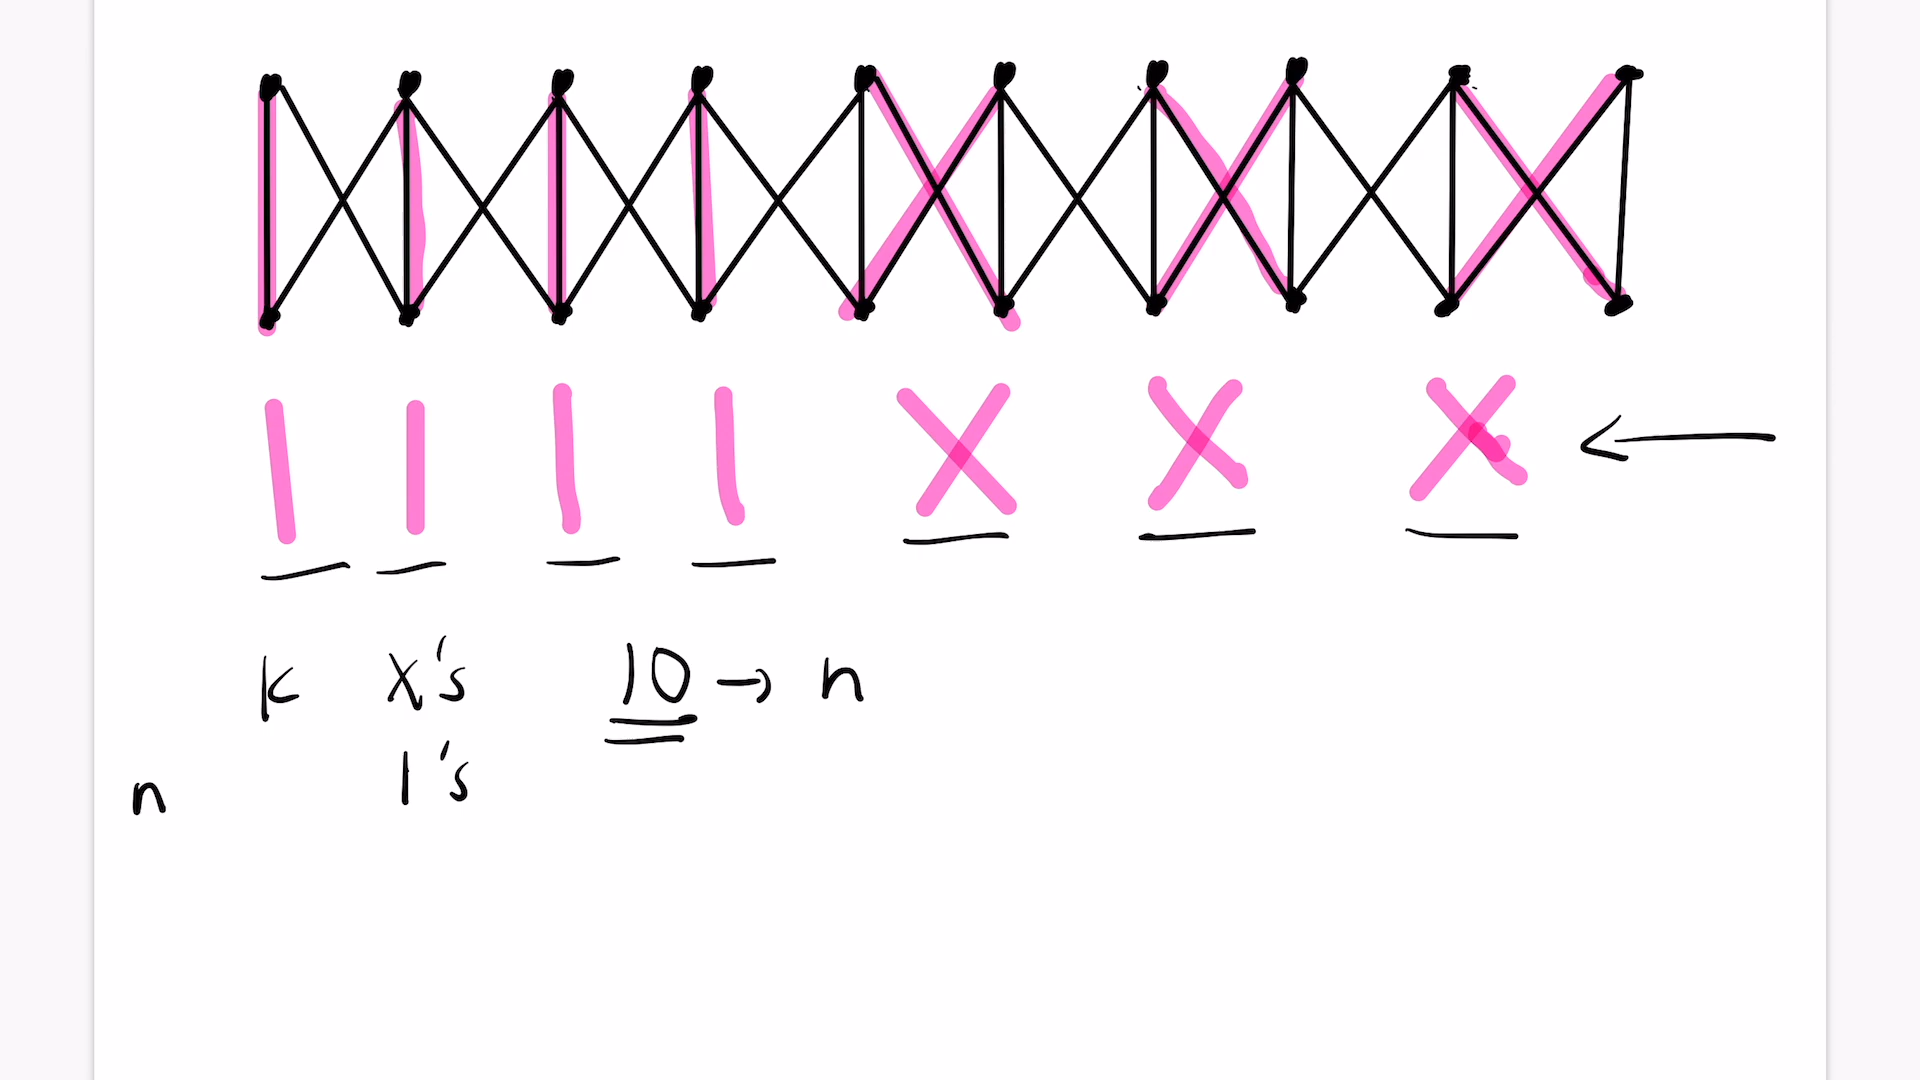 | | | | X X X
k X's 10 → n
n 1's